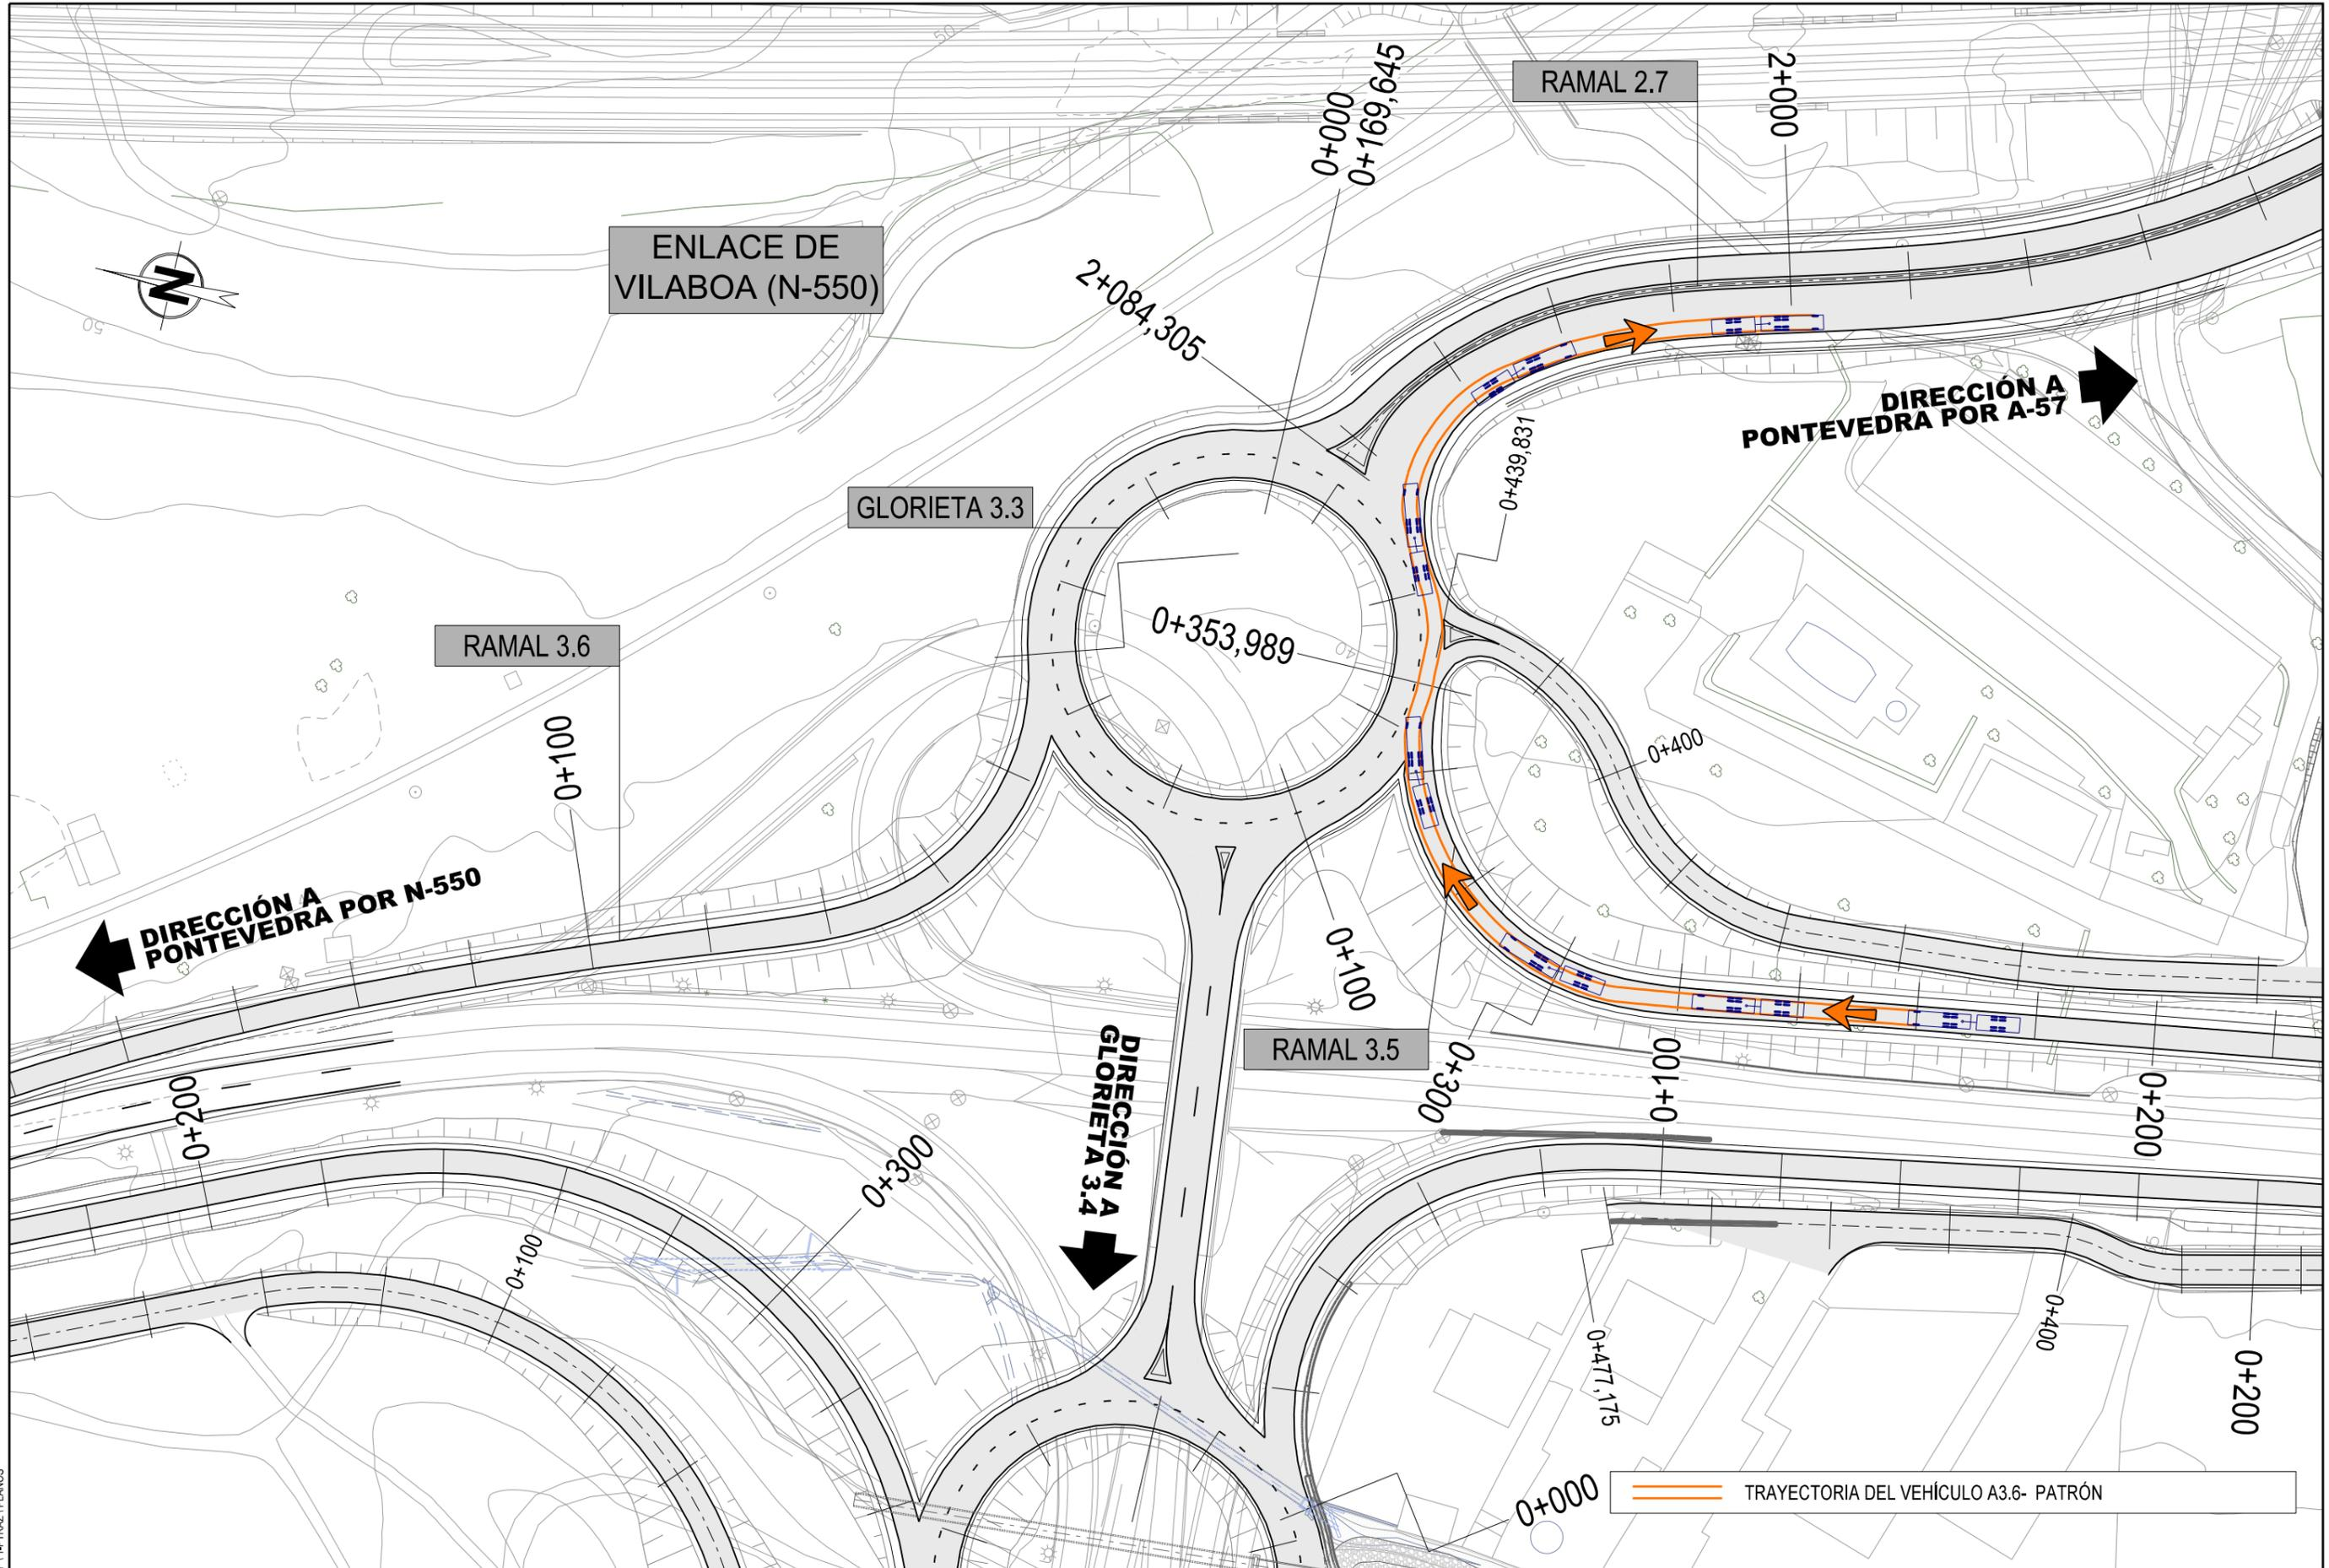 50
0+000
0+169,645
RAMAL 2.7
2+000
ENLACE DE
VILABOA (N-550)
N
50
2+084,305
DIRECCIÓN A
PONTEVEDRA POR A-57
0+439,831
GLORIETA 3.3
0+353,989
40
RAMAL 3.6
0+100
0+400
DIRECCIÓN A
PONTEVEDRA POR N-550
0+100
RAMAL 3.5
DIRECCIÓN A
GLORIETA 3.4
0+300
0+100
0+200
0+200
0+300
0+100
0+400
0+477,175
0+200
0+000
TRAYECTORIA DEL VEHÍCULO A3.6- PATRÓN